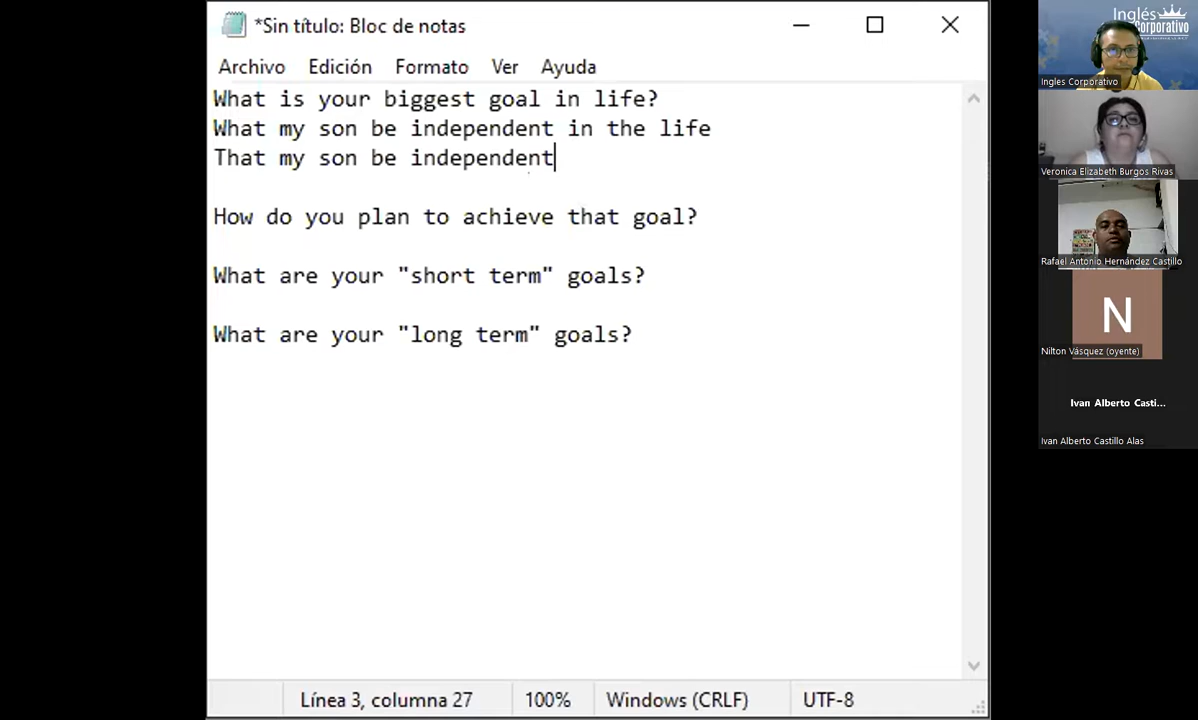 *Sin título: Bloc de notas
Archivo Edición Formato Ver Ayuda
What is your biggest goal in life?
What my son be independent in the life
That my son be independent
How do you plan to achieve that goal?
What are your "short term" goals?
What are your "long term" goals?
Línea 3, columna 27 100% Windows (CRLF) UTF-8
Inglés
Corporativo
Ingles Corporativo
Veronica Elizabeth Burgos Rivas
Rafael Antonio Hernández Castillo
N
Nilton Vásquez (oyente)
Ivan Alberto Casti...
Ivan Alberto Castillo Alas